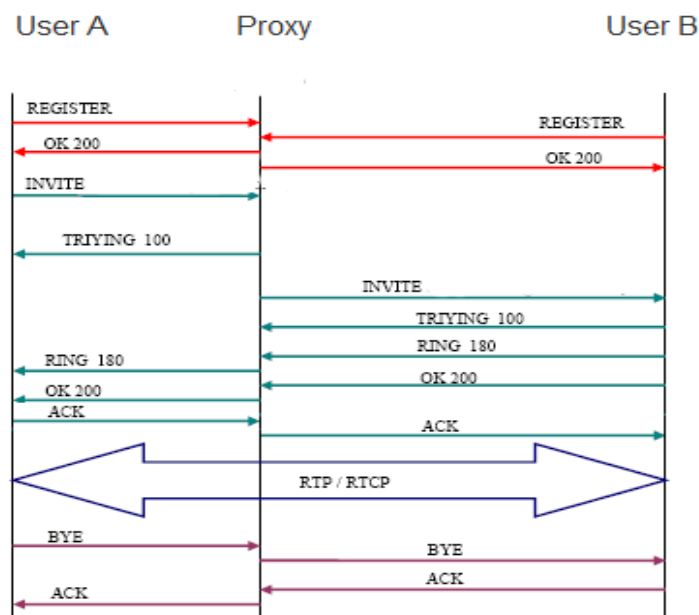 User A Proxy User B
REGISTER
REGISTER
OK 200
OK 200
INVITE
TRIYING 100
INVITE
TRIYING 100
RING 180
RING 180
OK 200
OK 200
ACK
ACK
RTP / RTCP
BYE
BYE
ACK
ACK